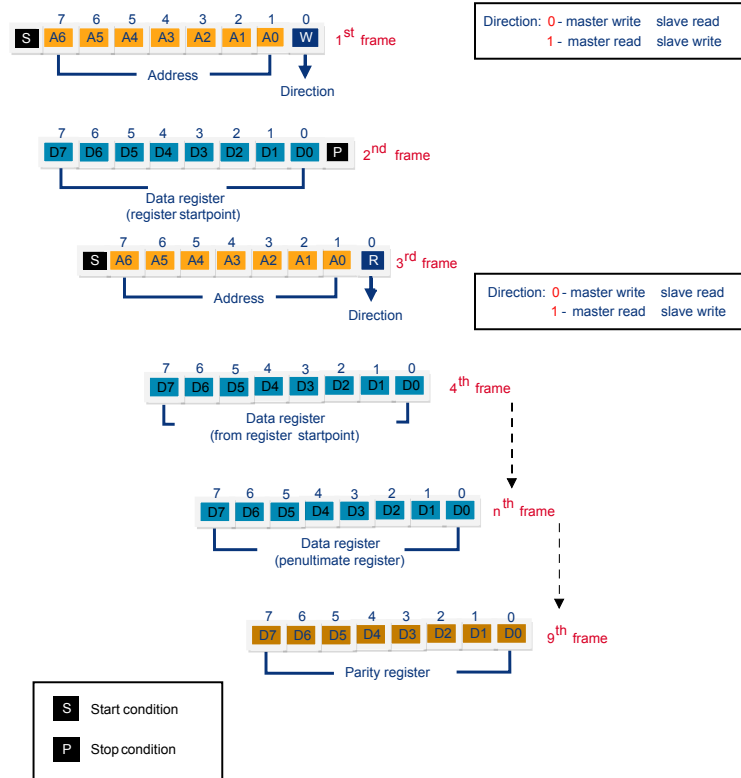 7 6 5 4 3 2 1 0
S A6 A5 A4 A3 A2 A1 A0 W 1st frame
Address
Direction
Direction: 0 - master write slave read
1 - master read slave write
7 6 5 4 3 2 1 0
D7 D6 D5 D4 D3 D2 D1 D0 P 2nd frame
Data register
(register startpoint)
7 6 5 4 3 2 1 0
S A6 A5 A4 A3 A2 A1 A0 R 3rd frame
Address
Direction
Direction: 0 - master write slave read
1 - master read slave write
7 6 5 4 3 2 1 0
D7 D6 D5 D4 D3 D2 D1 D0 4th frame
Data register
(from register startpoint)
7 6 5 4 3 2 1 0
D7 D6 D5 D4 D3 D2 D1 D0 nth frame
Data register
(penultimate register)
7 6 5 4 3 2 1 0
D7 D6 D5 D4 D3 D2 D1 D0 9th frame
Parity register
S Start condition
P Stop condition